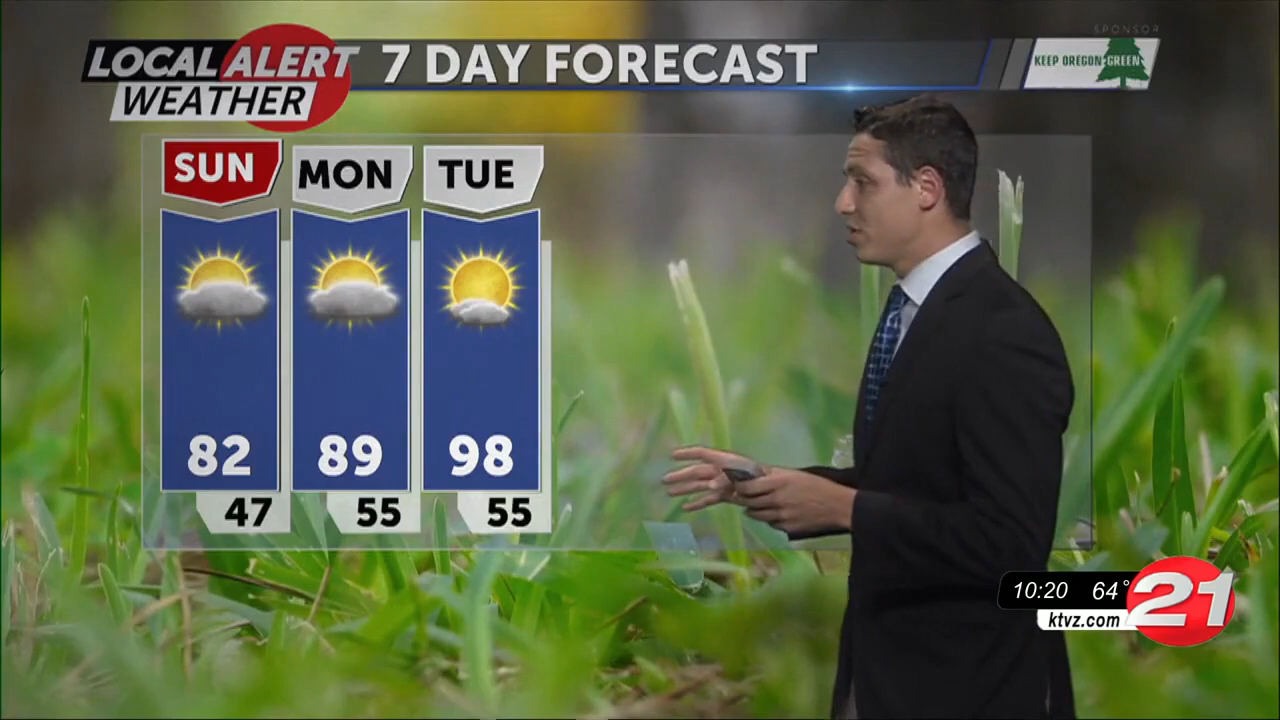 SPONSOR
LOCAL ALERT
WEATHER
7 DAY FORECAST
KEEP OREGON GREEN
SUN
MON
TUE
82
89
98
47
55
55
10:20 64°
21
ktvz.com